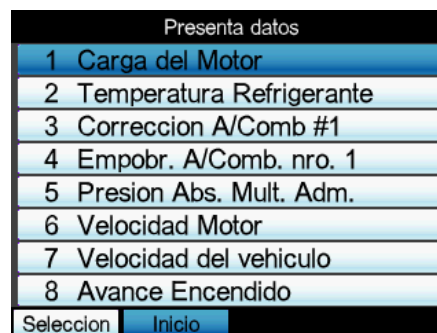 Presenta datos
1 Carga del Motor
2 Temperatura Refrigerante
3 Correccion A/Comb #1
4 Empobr. A/Comb. nro. 1
5 Presion Abs. Mult. Adm.
6 Velocidad Motor
7 Velocidad del vehiculo
8 Avance Encendido
Seleccion Inicio